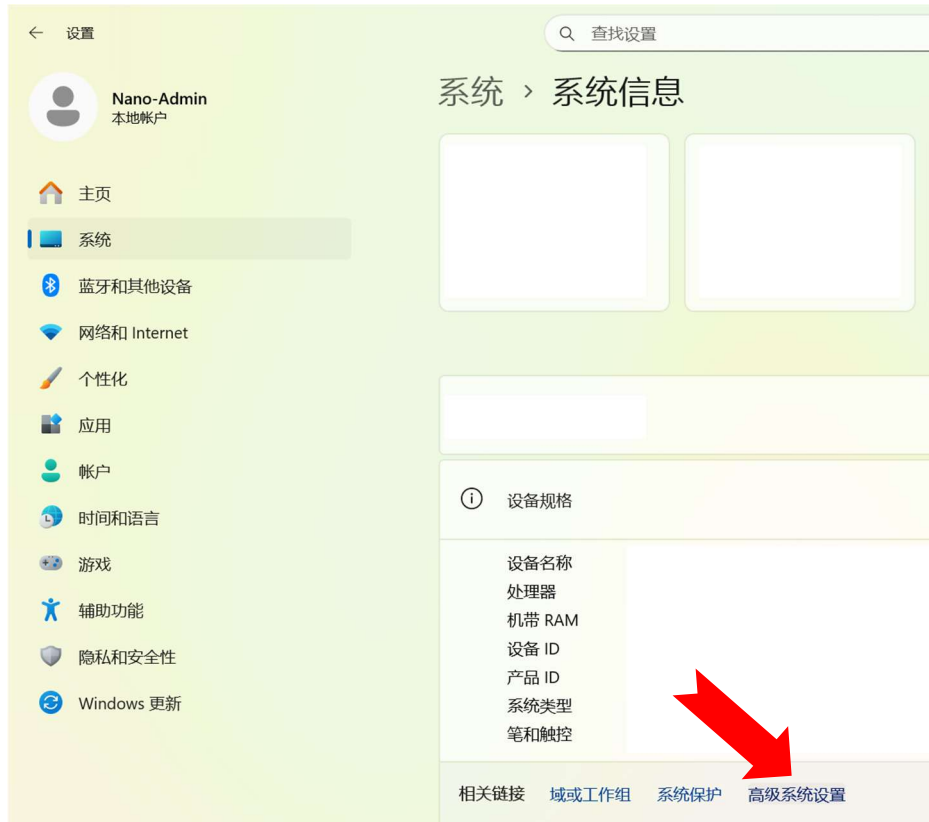 设置
查找设置
Nano-Admin
本地帐户
主页
系统
蓝牙和其他设备
网络和 Internet
个性化
应用
帐户
时间和语言
游戏
辅助功能
隐私和安全性
Windows 更新
系统 › 系统信息
设备规格
设备名称
处理器
机带 RAM
设备 ID
产品 ID
系统类型
笔和触控
相关链接 域或工作组 系统保护 高级系统设置